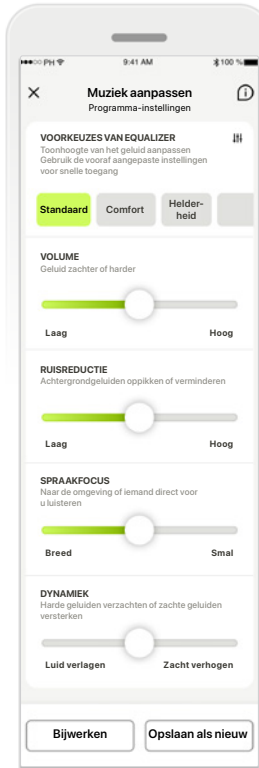 PH 9:41 AM 100 %
Muziek aanpassen
Programma-instellingen
VOORKEUZES VAN EQUALIZER
Toonhoogte van het geluid aanpassen
Gebruik de vooraf aangepaste instellingen
voor snelle toegang
Standaard Comfort Helder-
heid
VOLUME
Geluid zachter of harder
Laag Hoog
RUISREDUCTIE
Achtergrondgeluiden oppikken of verminderen
Laag Hoog
SPRAAKFOCUS
Naar de omgeving of iemand direct voor
u luisteren
Breed Smal
DYNAMIEK
Harde geluiden verzachten of zachte geluiden
versterken
Luid verlagen Zacht verhogen
Bijwerken Opslaan als nieuw